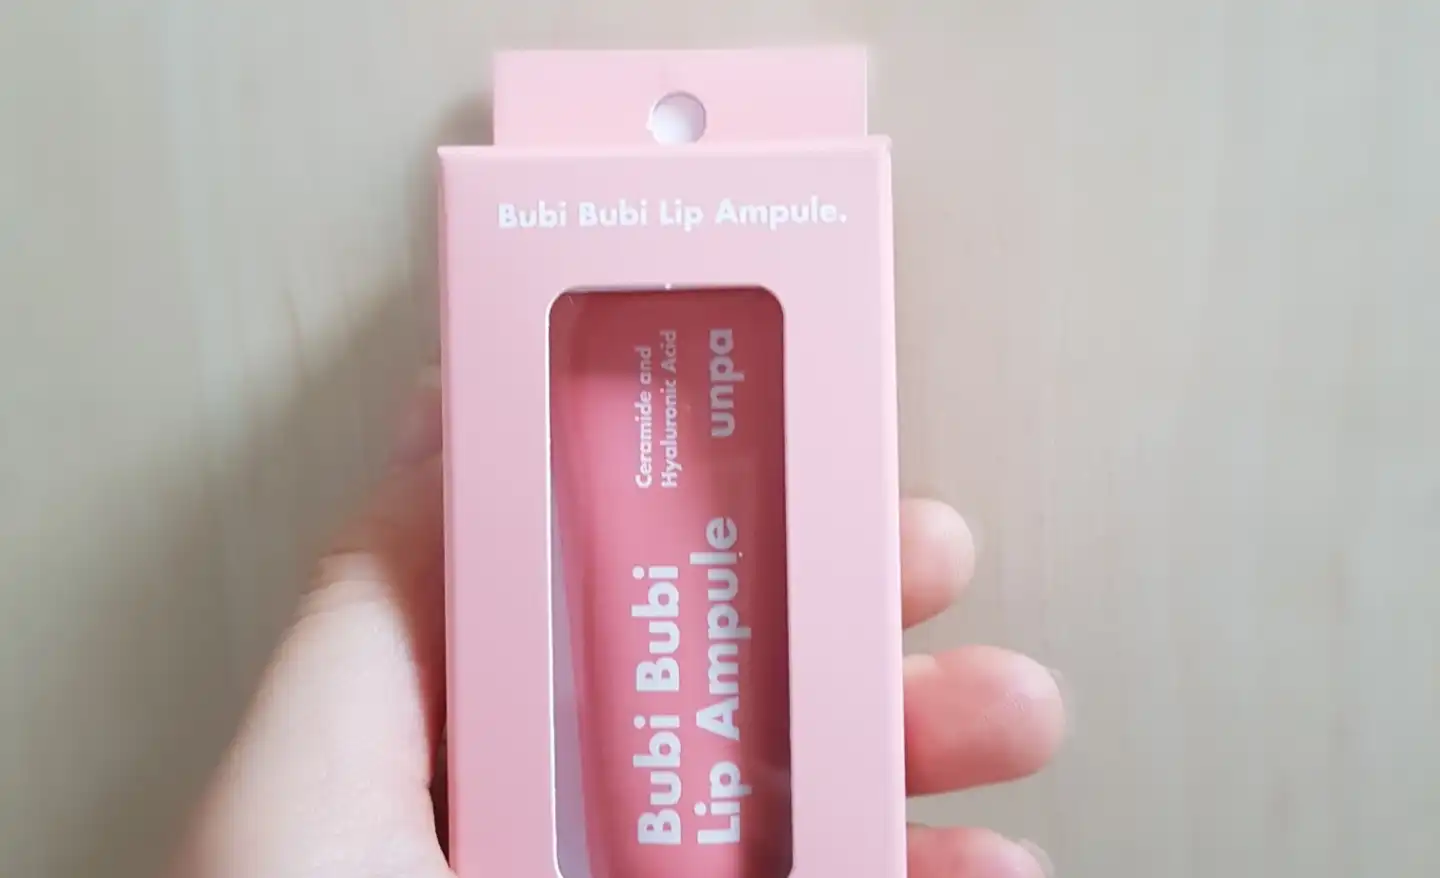 Bubi Bubi Lip Ampule.
Bubi Bubi
Lip Ampule
Ceramide and
Hyaluronic Acid
unpa